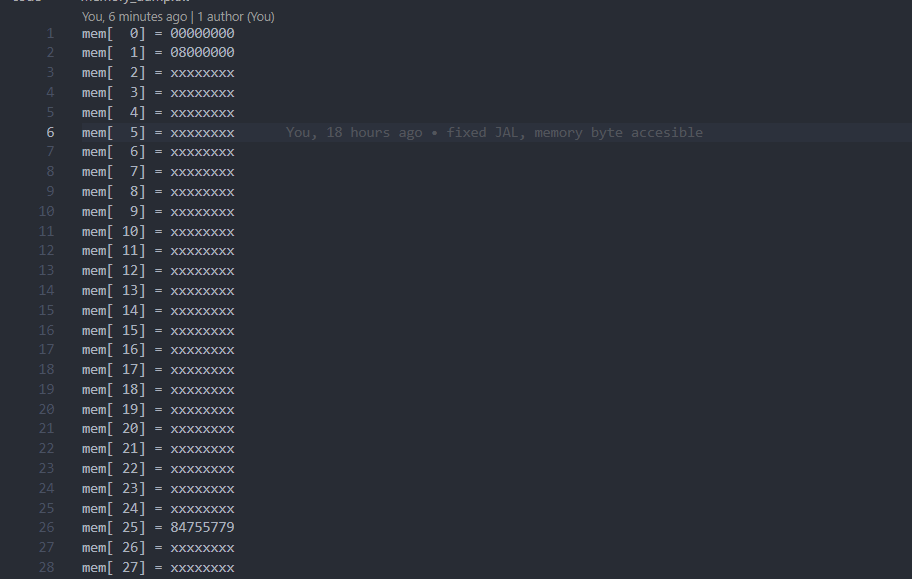 You, 6 minutes ago | 1 author (You)
1 mem[  0] = 00000000
2 mem[  1] = 08000000
3 mem[  2] = xxxxxxxx
4 mem[  3] = xxxxxxxx
5 mem[  4] = xxxxxxxx
6 mem[  5] = xxxxxxxx You, 18 hours ago • fixed JAL, memory byte accesible
7 mem[  6] = xxxxxxxx
8 mem[  7] = xxxxxxxx
9 mem[  8] = xxxxxxxx
10 mem[  9] = xxxxxxxx
11 mem[ 10] = xxxxxxxx
12 mem[ 11] = xxxxxxxx
13 mem[ 12] = xxxxxxxx
14 mem[ 13] = xxxxxxxx
15 mem[ 14] = xxxxxxxx
16 mem[ 15] = xxxxxxxx
17 mem[ 16] = xxxxxxxx
18 mem[ 17] = xxxxxxxx
19 mem[ 18] = xxxxxxxx
20 mem[ 19] = xxxxxxxx
21 mem[ 20] = xxxxxxxx
22 mem[ 21] = xxxxxxxx
23 mem[ 22] = xxxxxxxx
24 mem[ 23] = xxxxxxxx
25 mem[ 24] = xxxxxxxx
26 mem[ 25] = 84755779
27 mem[ 26] = xxxxxxxx
28 mem[ 27] = xxxxxxxx